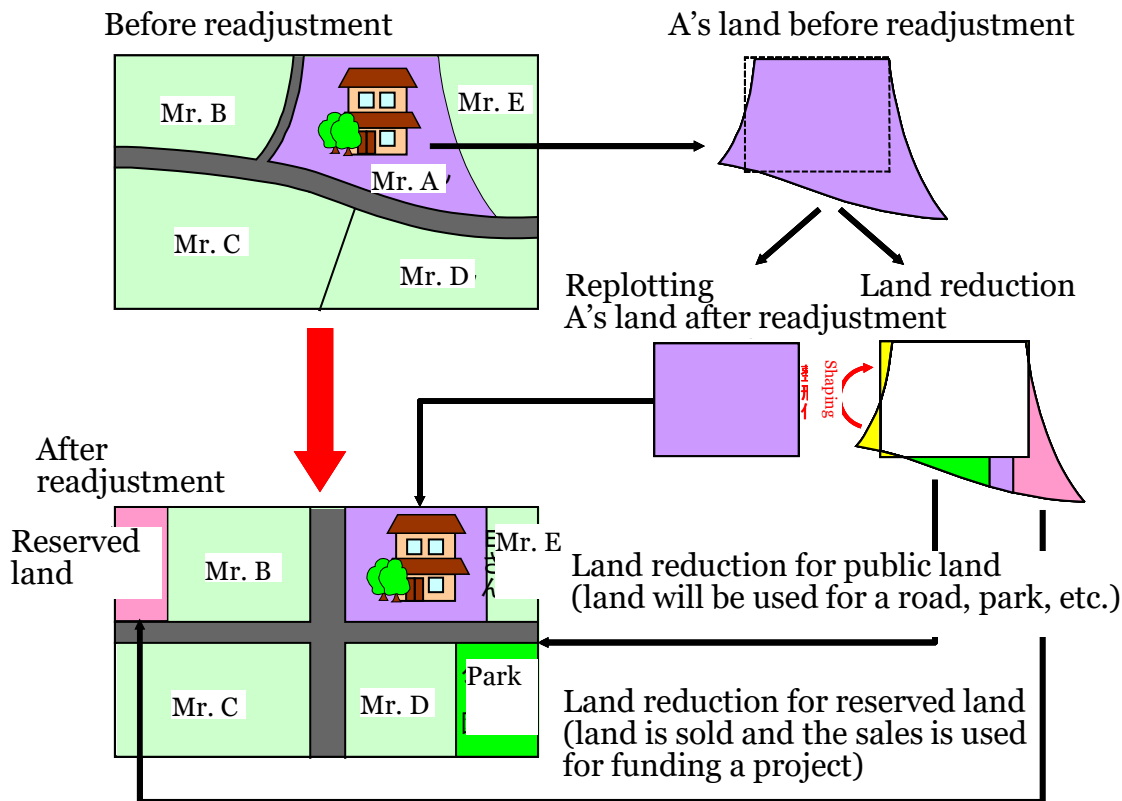 Before readjustment
A's land before readjustment
Mr. B
Mr. E
Mr. A
Mr. C
Mr. D
Replotting
Land reduction
A's land after readjustment
Shaping
After
readjustment
Reserved
land
Mr. B
Mr. E
Mr. C
Mr. D
Park
Land reduction for public land
(land will be used for a road, park, etc.)
Land reduction for reserved land
(land is sold and the sales is used
for funding a project)